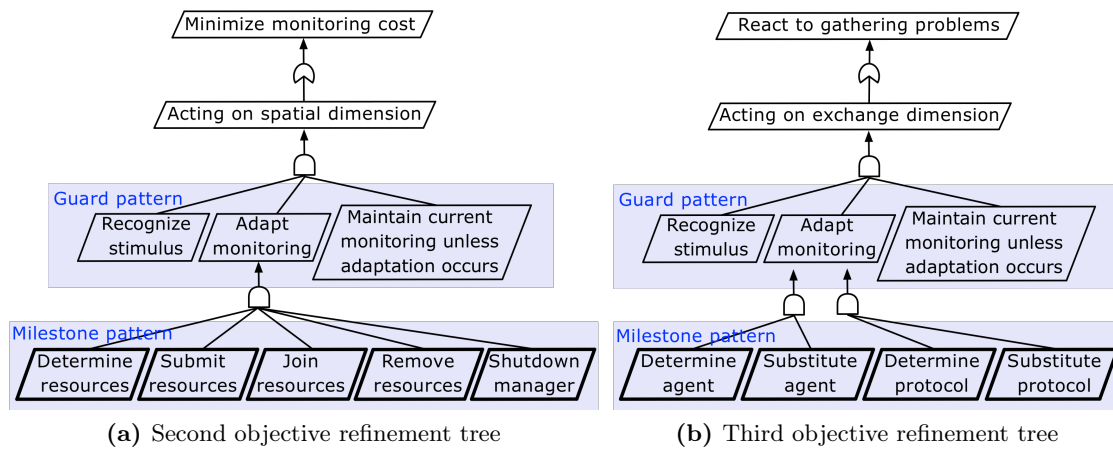 Minimize monitoring cost
Acting on spatial dimension
Guard pattern
Recognize
stimulus
Adapt
monitoring
Maintain current
monitoring unless
adaptation occurs
Milestone pattern
Determine
resources
Submit
resources
Join
resources
Remove
resources
Shutdown
manager
(a) Second objective refinement tree
React to gathering problems
Acting on exchange dimension
Guard pattern
Recognize
stimulus
Adapt
monitoring
Maintain current
monitoring unless
adaptation occurs
Milestone pattern
Determine
agent
Substitute
agent
Determine
protocol
Substitute
protocol
(b) Third objective refinement tree